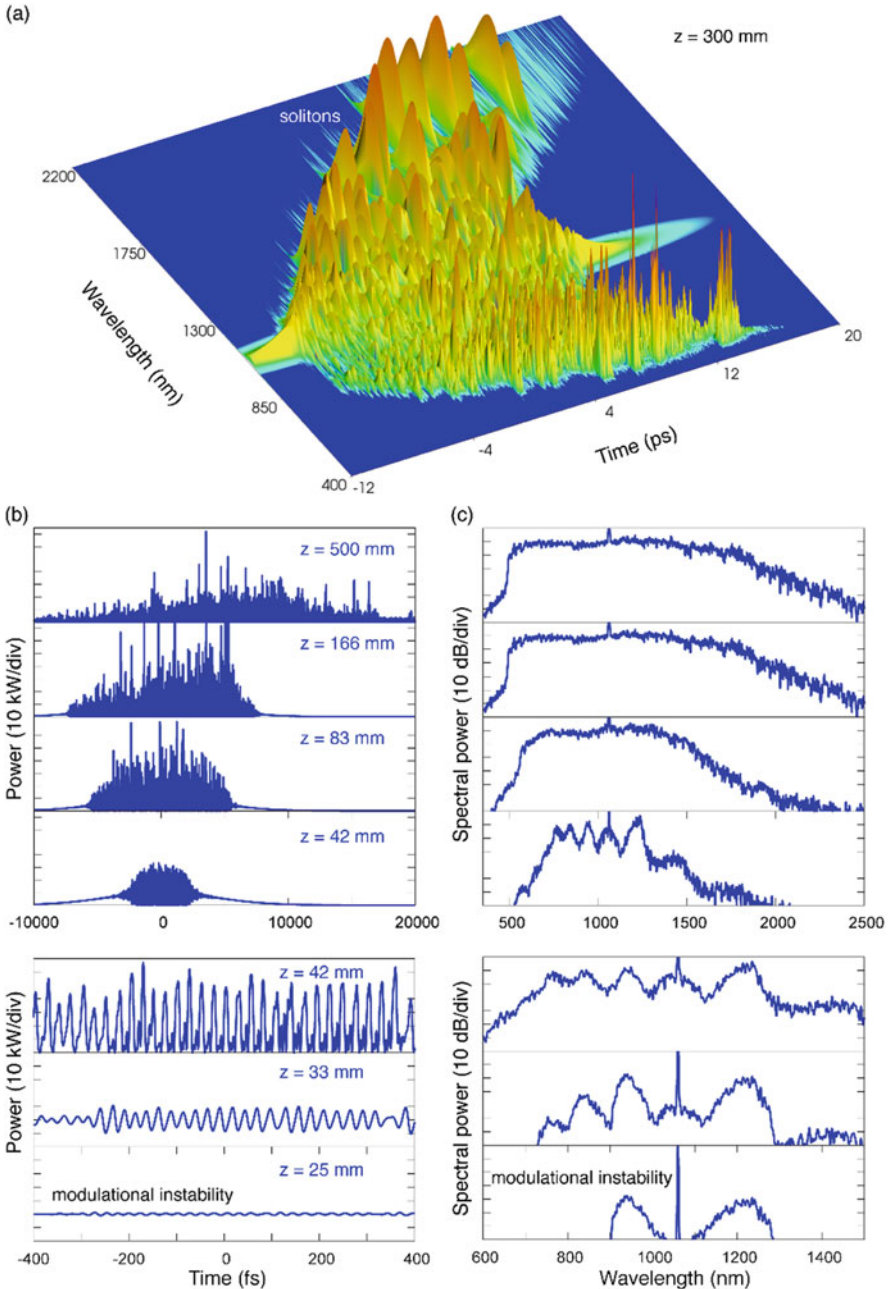 (a)
z = 300 mm
solitons
2200
1750
1300
850
400
Wavelength (nm)
-12
-4
4
12
20
Time (ps)
(b)
z = 500 mm
z = 166 mm
z = 83 mm
z = 42 mm
Power (10 kW/div)
-10000
0
10000
20000
(c)
Spectral power (10 dB/div)
500
1000
1500
2000
2500
z = 42 mm
z = 33 mm
z = 25 mm
modulational instability
Power (10 kW/div)
-400
-200
0
200
400
Time (fs)
Spectral power (10 dB/div)
modulational instability
600
800
1000
1200
1400
Wavelength (nm)